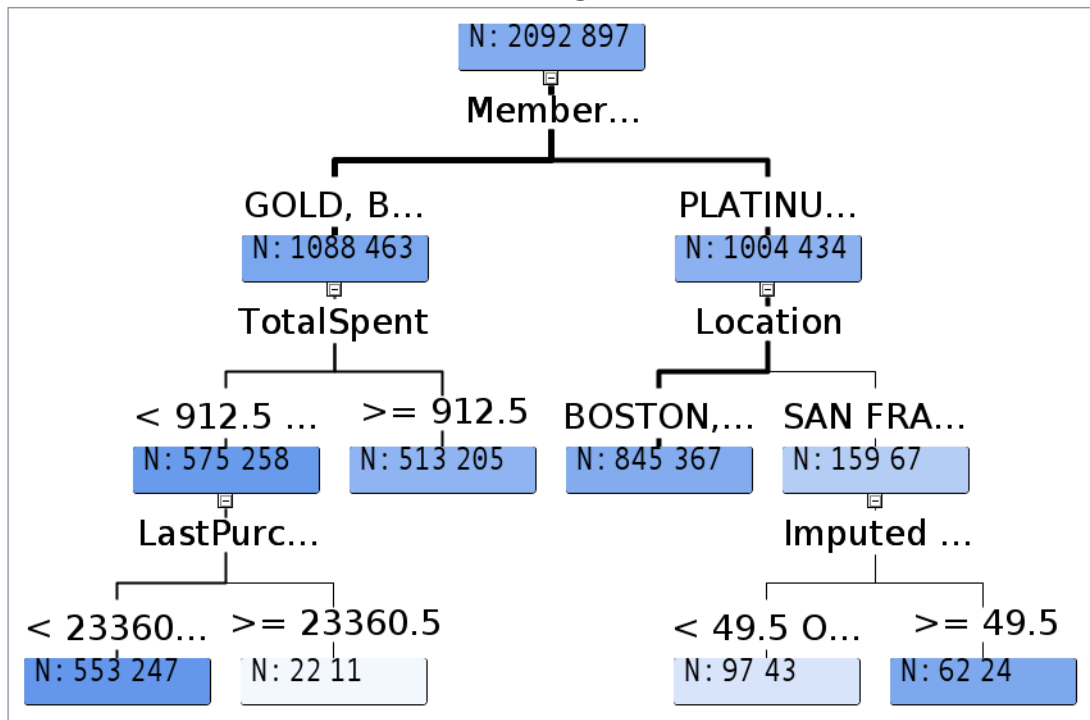 N: 2092 897
Member...
GOLD, B...
PLATINU...
N: 1088 463
N: 1004 434
TotalSpent
Location
< 912.5 ...
>= 912.5
BOSTON,...
SAN FRA...
N: 575 258
N: 513 205
N: 845 367
N: 159 67
LastPurc...
Imputed ...
< 23360...
>= 23360.5
< 49.5 O...
>= 49.5
N: 553 247
N: 22 11
N: 97 43
N: 62 24